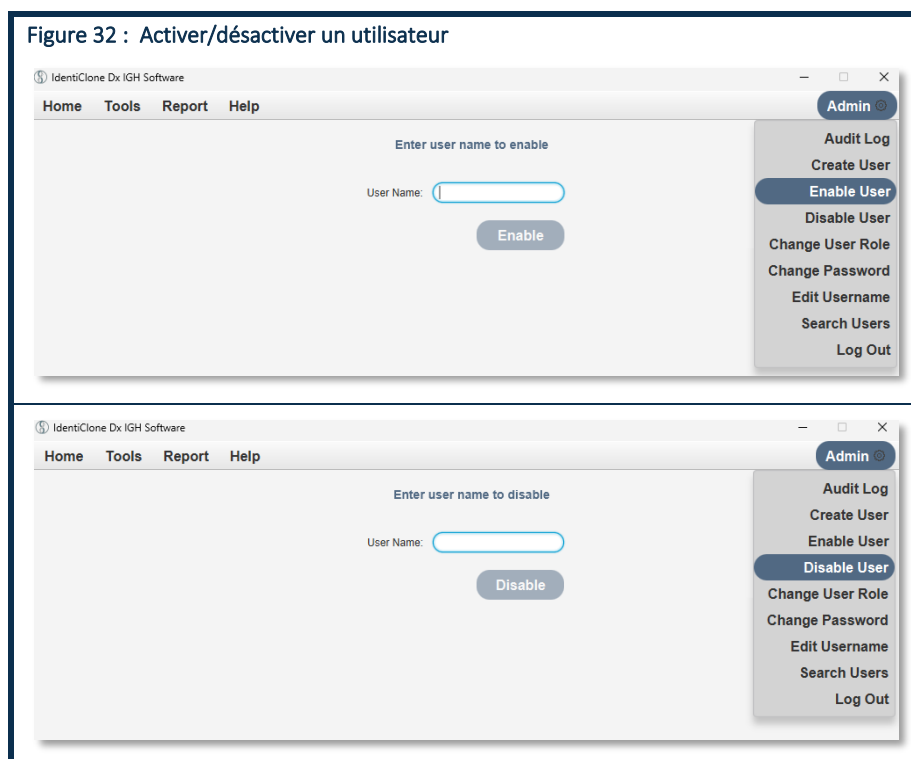 Figure 32 : Activer/désactiver un utilisateur
IdentiClone Dx IGH Software
Home Tools Report Help Admin
Enter user name to enable
User Name:
Enable
Audit Log
Create User
Enable User
Disable User
Change User Role
Change Password
Edit Username
Search Users
Log Out
IdentiClone Dx IGH Software
Home Tools Report Help Admin
Enter user name to disable
User Name:
Disable
Audit Log
Create User
Enable User
Disable User
Change User Role
Change Password
Edit Username
Search Users
Log Out